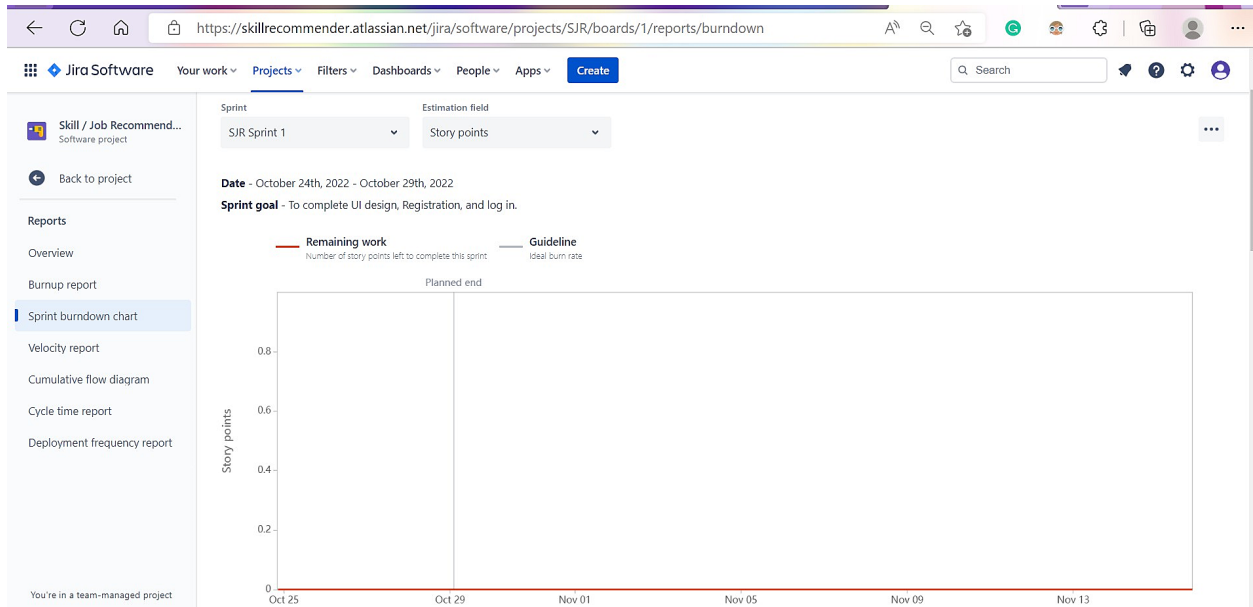 https://skillrecommender.atlassian.net/jira/software/projects/SJR/boards/1/reports/burndown
Jira Software Your work Projects Filters Dashboards People Apps Create Search
Skill / Job Recommend...
Software project
Back to project
Reports
Overview
Burnup report
Sprint burndown chart
Velocity report
Cumulative flow diagram
Cycle time report
Deployment frequency report
You're in a team-managed project
Sprint Estimation field
SJR Sprint 1 Story points
Date - October 24th, 2022 - October 29th, 2022
Sprint goal - To complete UI design, Registration, and log in.
Remaining work Guideline
Number of story points left to complete this sprint Ideal burn rate
Planned end
Story points
0.8
0.6
0.4
0.2
0
Oct 25 Oct 29 Nov 01 Nov 05 Nov 09 Nov 13